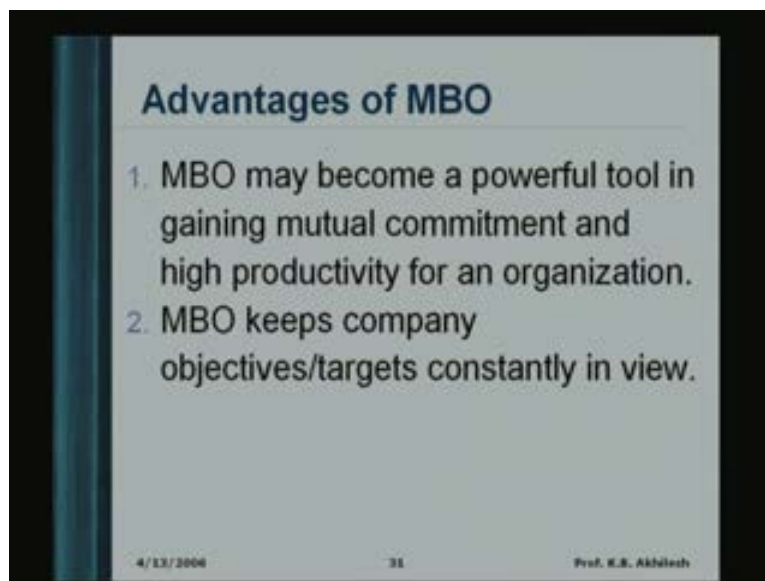 Advantages of MBO
1. MBO may become a powerful tool in
gaining mutual commitment and
high productivity for an organization.
2. MBO keeps company
objectives/targets constantly in view.
4/13/2006 31 Prof. K.B. Akhilesh